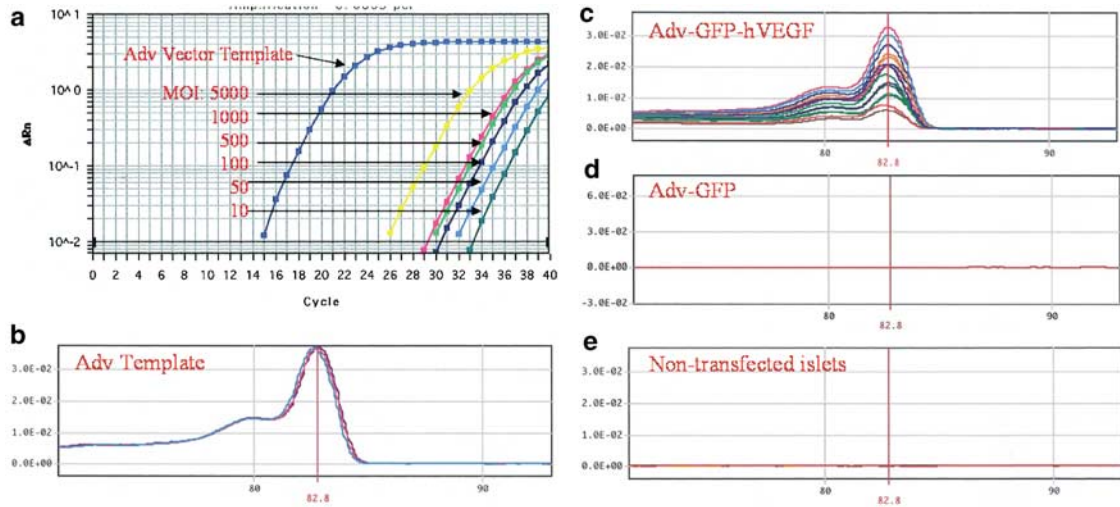 a
10^ 1
10^ 0
10^-1
10^-2
ΔRn
Adv Vector Template
MOI: 5000
1000
500
100
50
10
0 2 4 6 8 10 12 14 16 18 20 22 24 26 28 30 32 34 36 38 40
Cycle
b
Adv Template
3.0E-02
2.0E-02
1.0E-02
0.0E+00
80 90
82.8
c
Adv-GFP-hVEGF
3.0E-02
2.0E-02
1.0E-02
0.0E+00
80 90
82.8
d
Adv-GFP
6.0E-02
3.0E-02
0.0E+00
-3.0E-02
80 90
82.8
e
Non-transfected islets
3.0E-02
2.0E-02
1.0E-02
0.0E+00
80 90
82.8